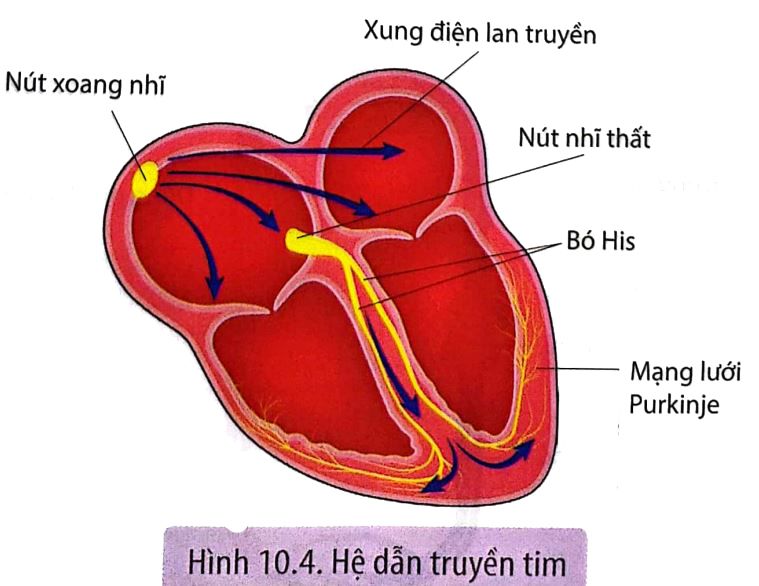 Xung điện lan truyền
Nút xoang nhĩ
Nút nhĩ thất
Bó His
Mạng lưới
Purkinje
Hình 10.4. Hệ dẫn truyền tim